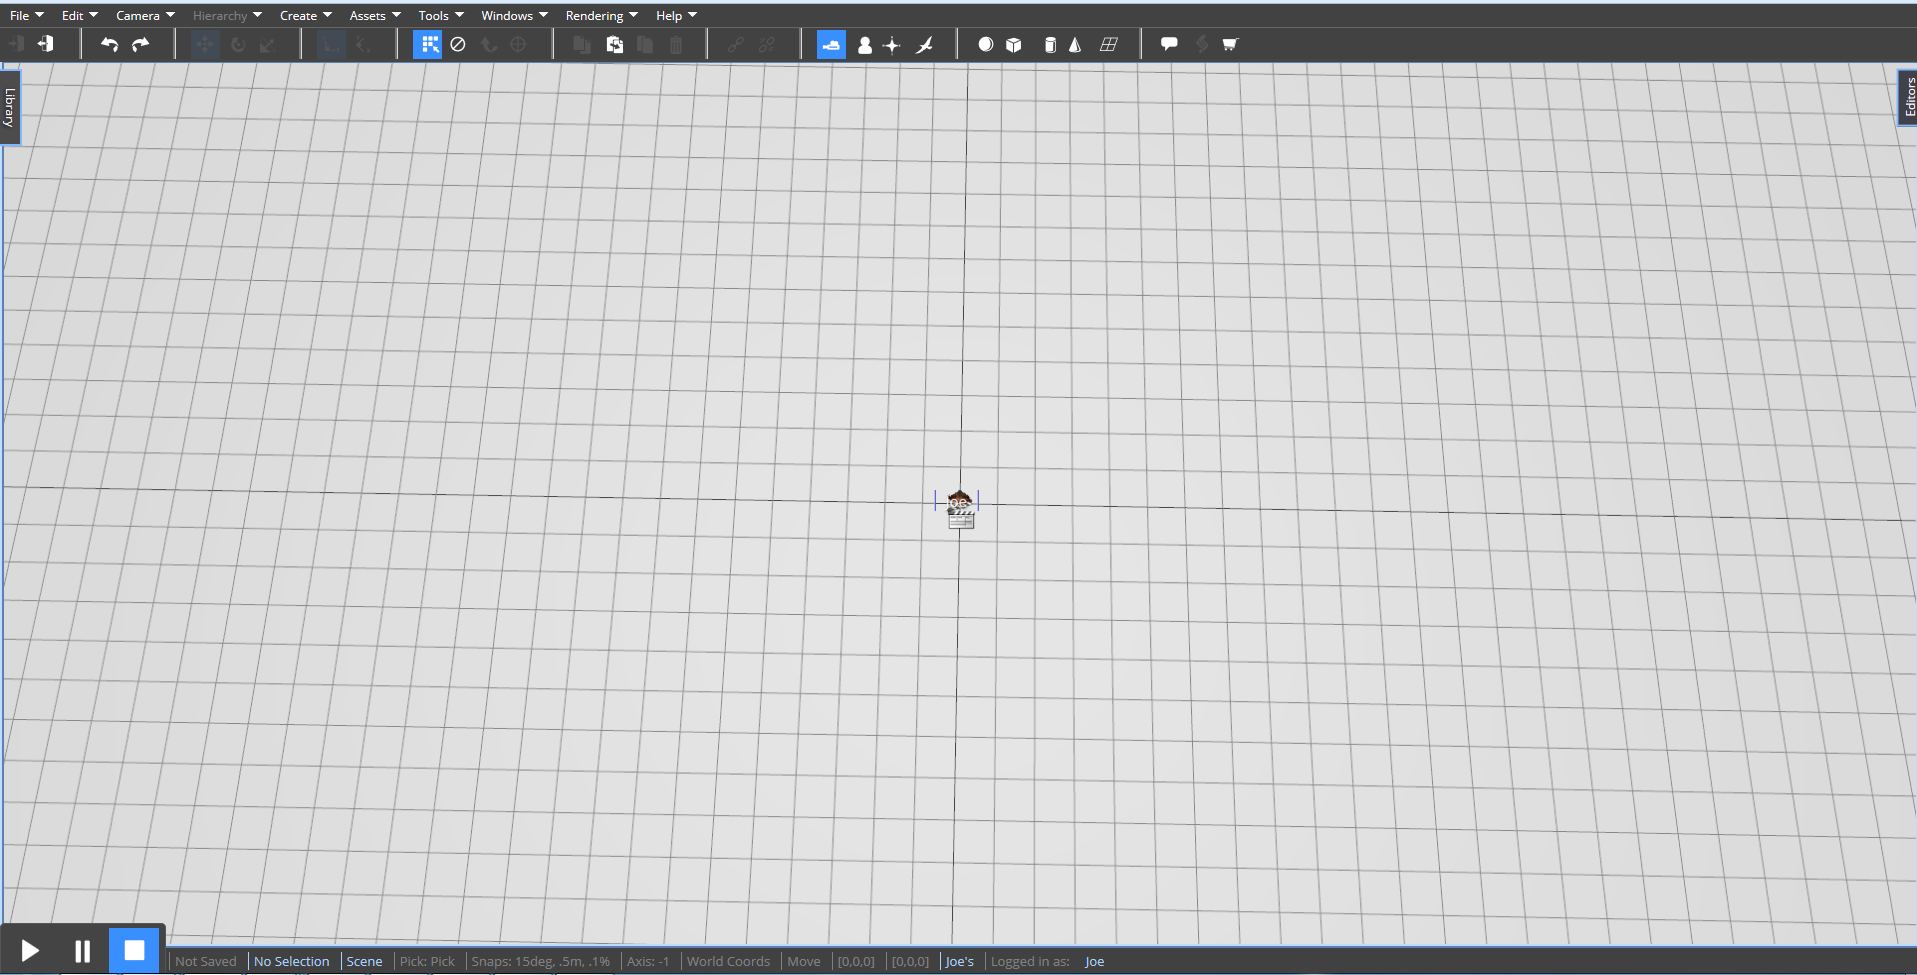 File Edit Camera Hierarchy Create Assets Tools Windows Rendering Help
Library
Editors
Not Saved No Selection Scene Pick: Pick Snaps: 15deg, .5m, .1% Axis: -1 World Coords Move [0,0,0] [0,0,0] Joe's Logged in as: Joe